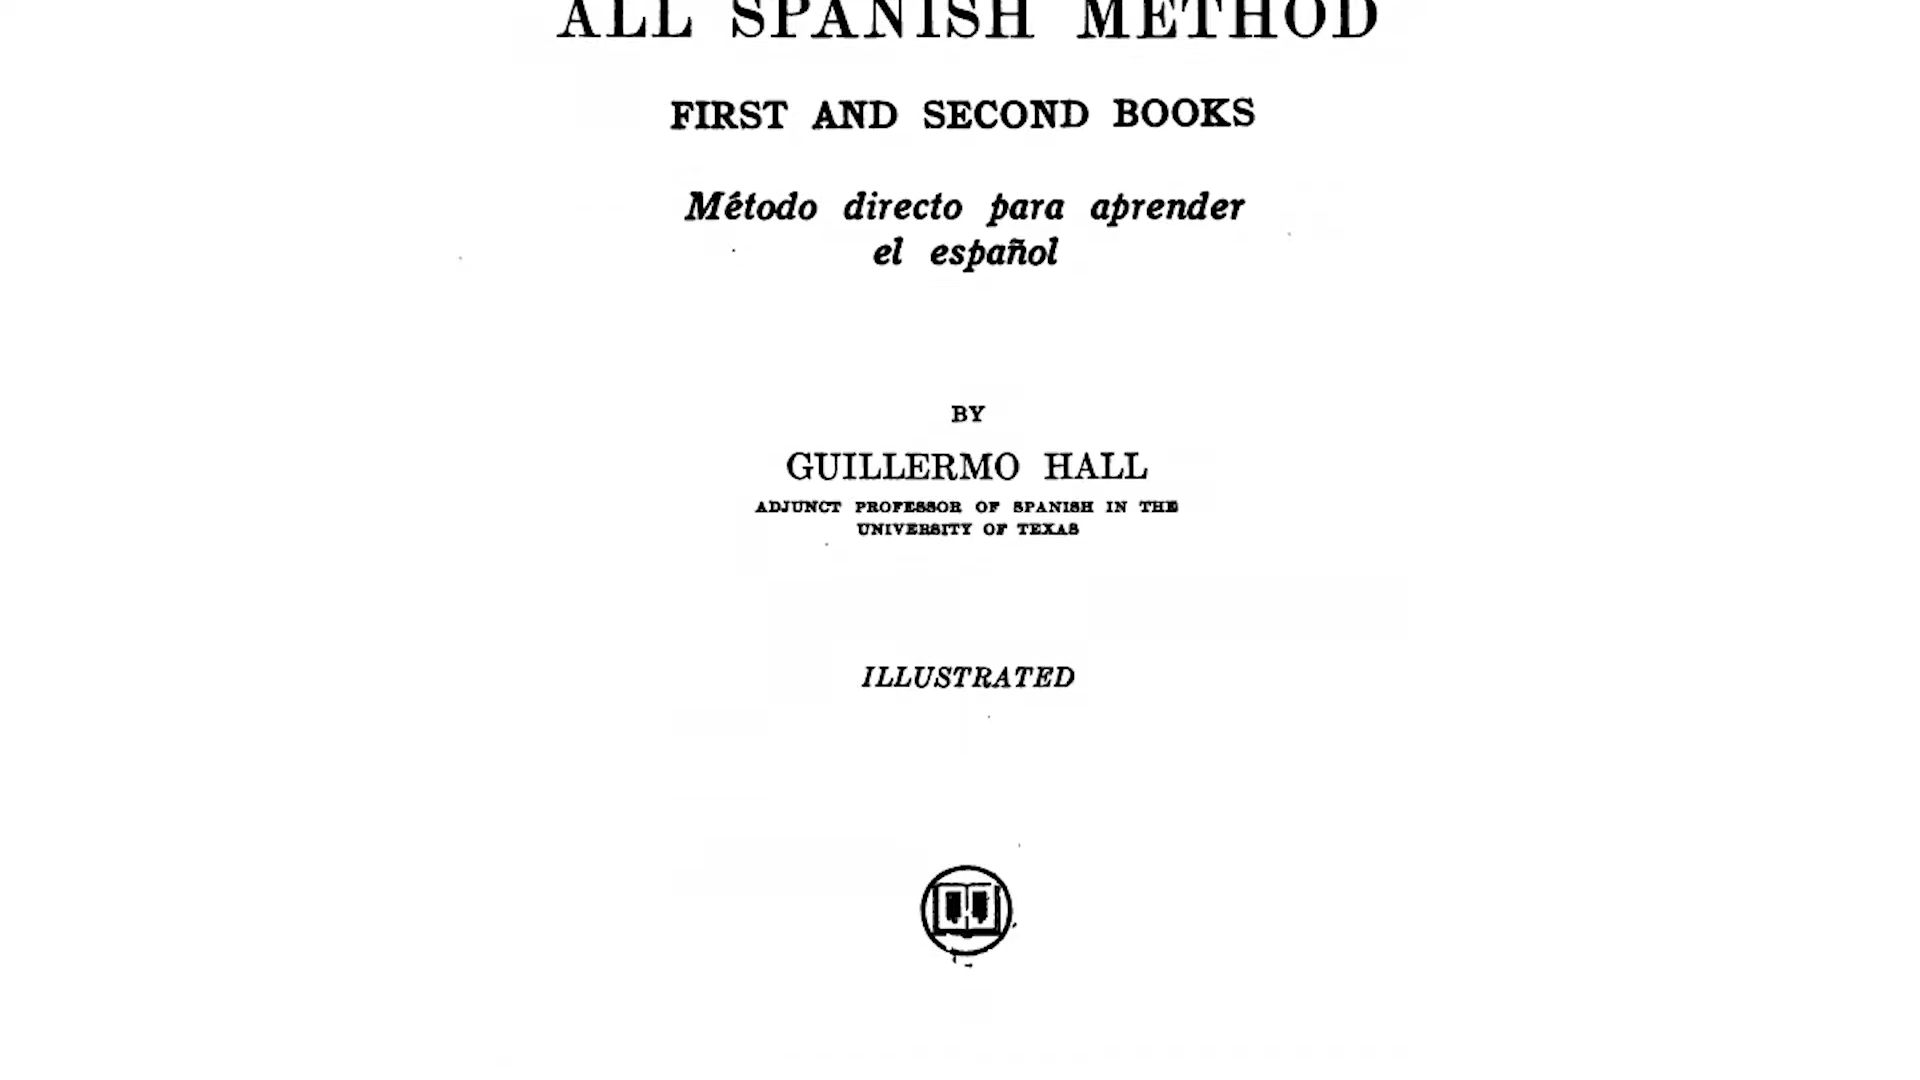 ALL SPANISH METHOD
FIRST AND SECOND BOOKS
Método directo para aprender
el español
BY
GUILLERMO HALL
ADJUNCT PROFESSOR OF SPANISH IN THE
UNIVERSITY OF TEXAS
ILLUSTRATED